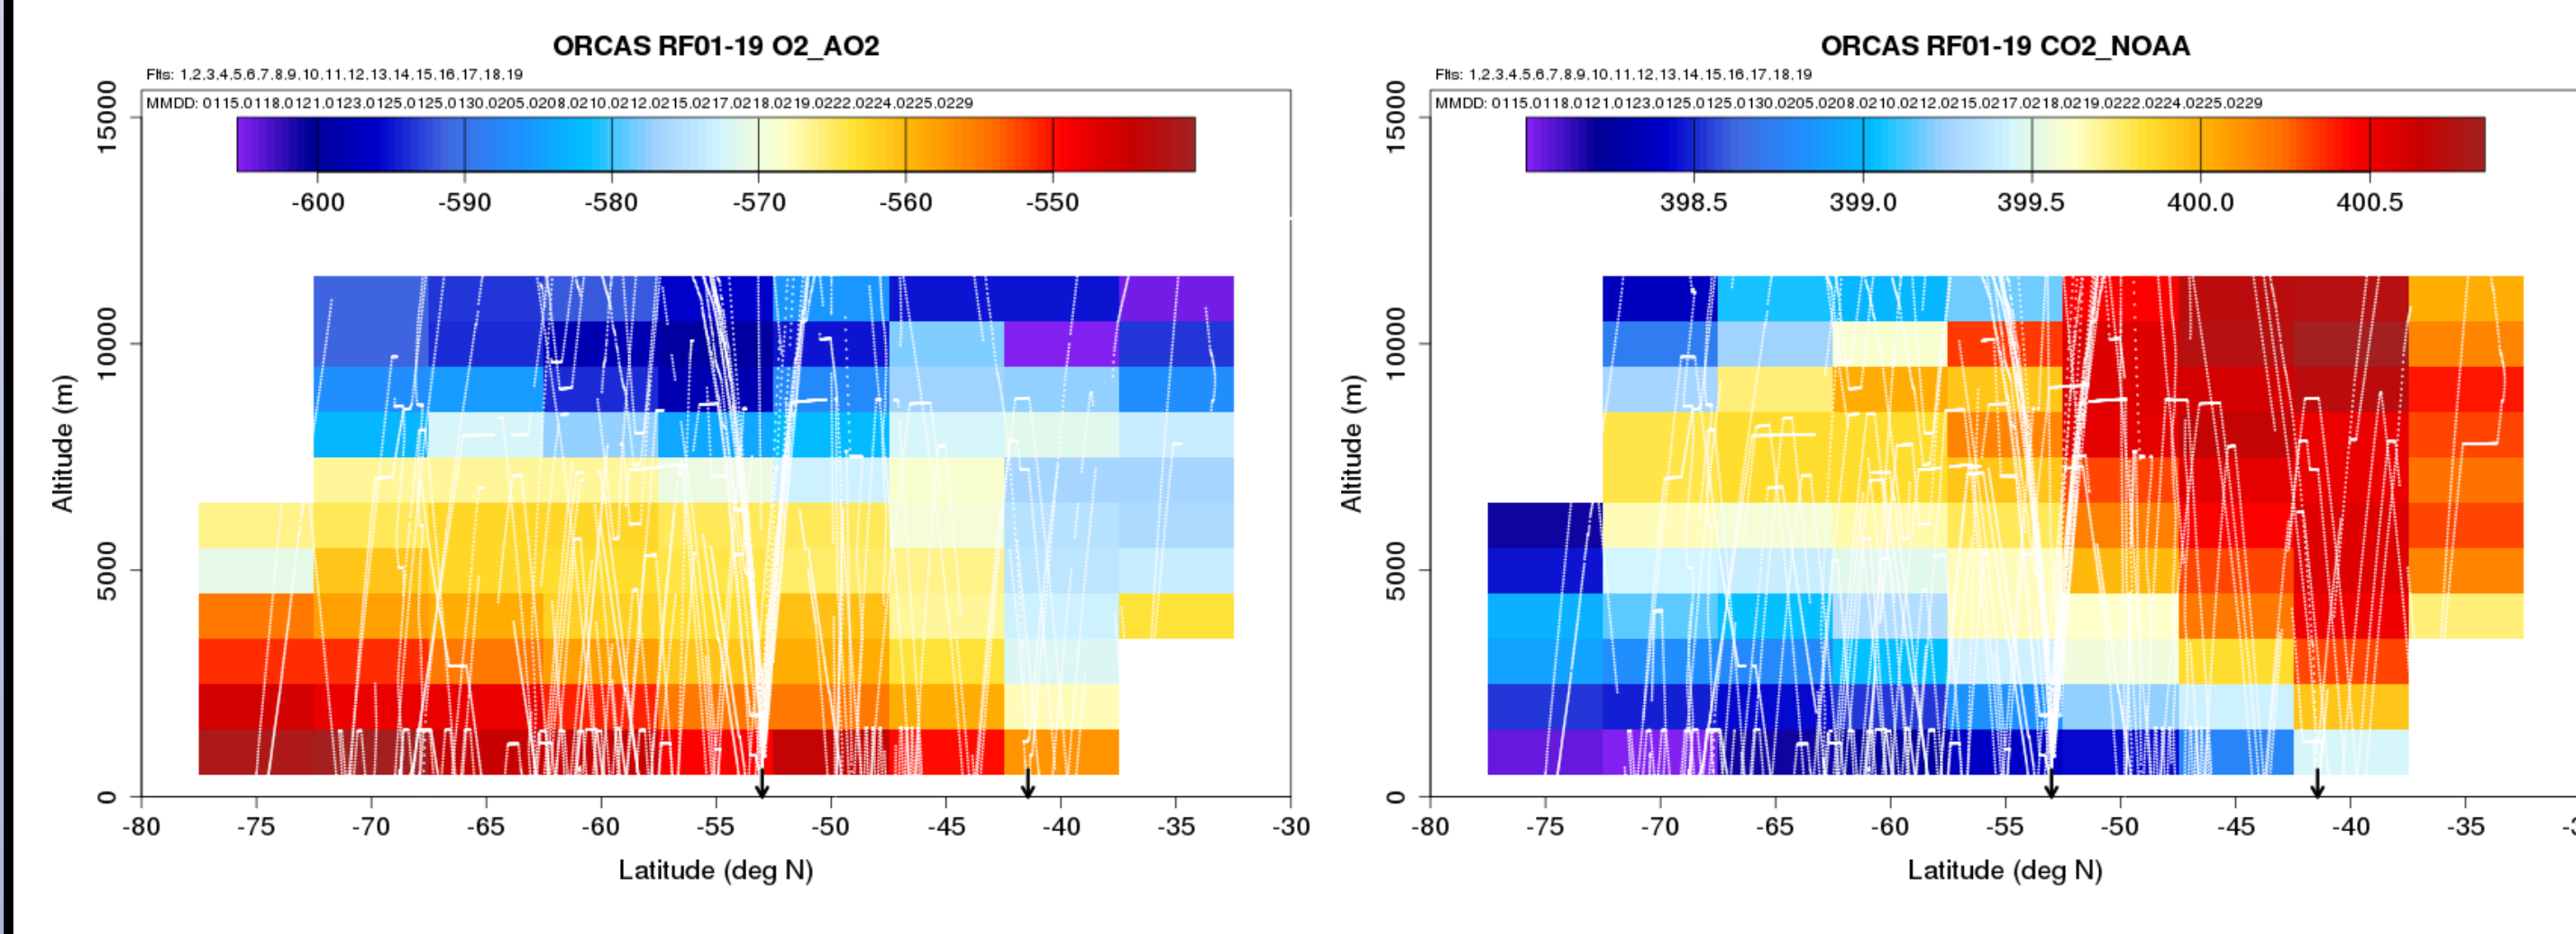 ORCAS RF01-19 O2_AO2
Flts: 1,2,3,4,5,6,7,8,9,10,11,12,13,14,15,16,17,18,19
MMDD: 0115,0118,0121,0123,0125,0125,0130,0205,0208,0210,0212,0215,0217,0218,0219,0222,0224,0225,0229
-600 -590 -580 -570 -560 -550
15000
10000
5000
0
Altitude (m)
-80 -75 -70 -65 -60 -55 -50 -45 -40 -35 -30
Latitude (deg N)
ORCAS RF01-19 CO2_NOAA
Flts: 1,2,3,4,5,6,7,8,9,10,11,12,13,14,15,16,17,18,19
MMDD: 0115,0118,0121,0123,0125,0125,0130,0205,0208,0210,0212,0215,0217,0218,0219,0222,0224,0225,0229
398.5 399.0 399.5 400.0 400.5
15000
10000
5000
0
Altitude (m)
-80 -75 -70 -65 -60 -55 -50 -45 -40 -35
Latitude (deg N)